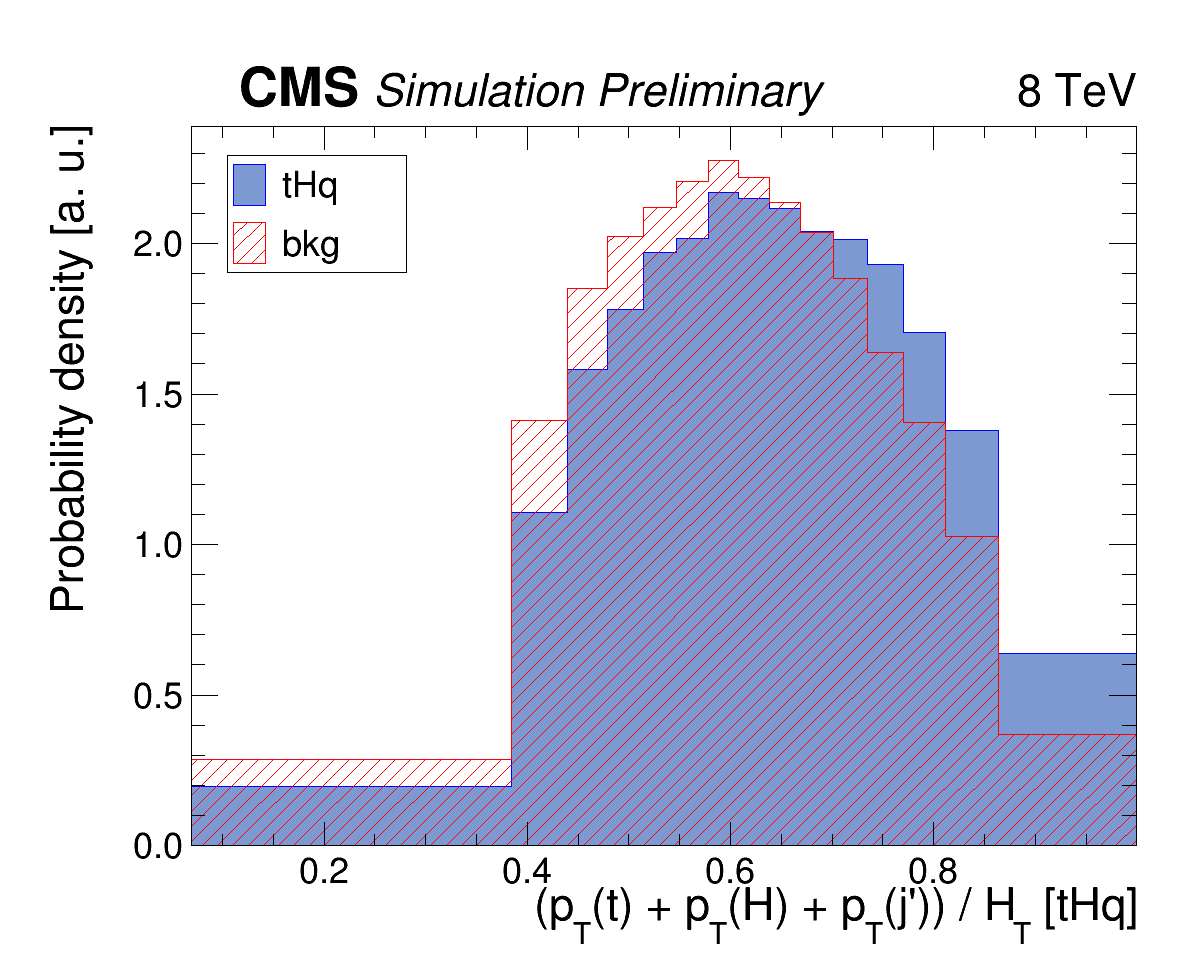 CMS Simulation Preliminary 8 TeV
Probability density [a. u.]
tHq
bkg
2.0
1.5
1.0
0.5
0.0
0.2 0.4 0.6 0.8
(p_T(t) + p_T(H) + p_T(j')) / H_T [tHq]